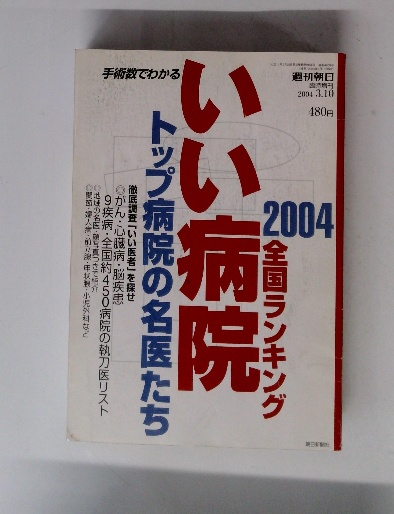 手術数でわかる
週刊朝日
臨時増刊
2004 3.10
480円
いい病院
2004
全国ランキング
トップ病院の名医たち
徹底調査「いい医者」を探せ
◎がん・心臓病・脳疾患
9疾病・全国約450病院の執刀医リスト
朝日新聞社